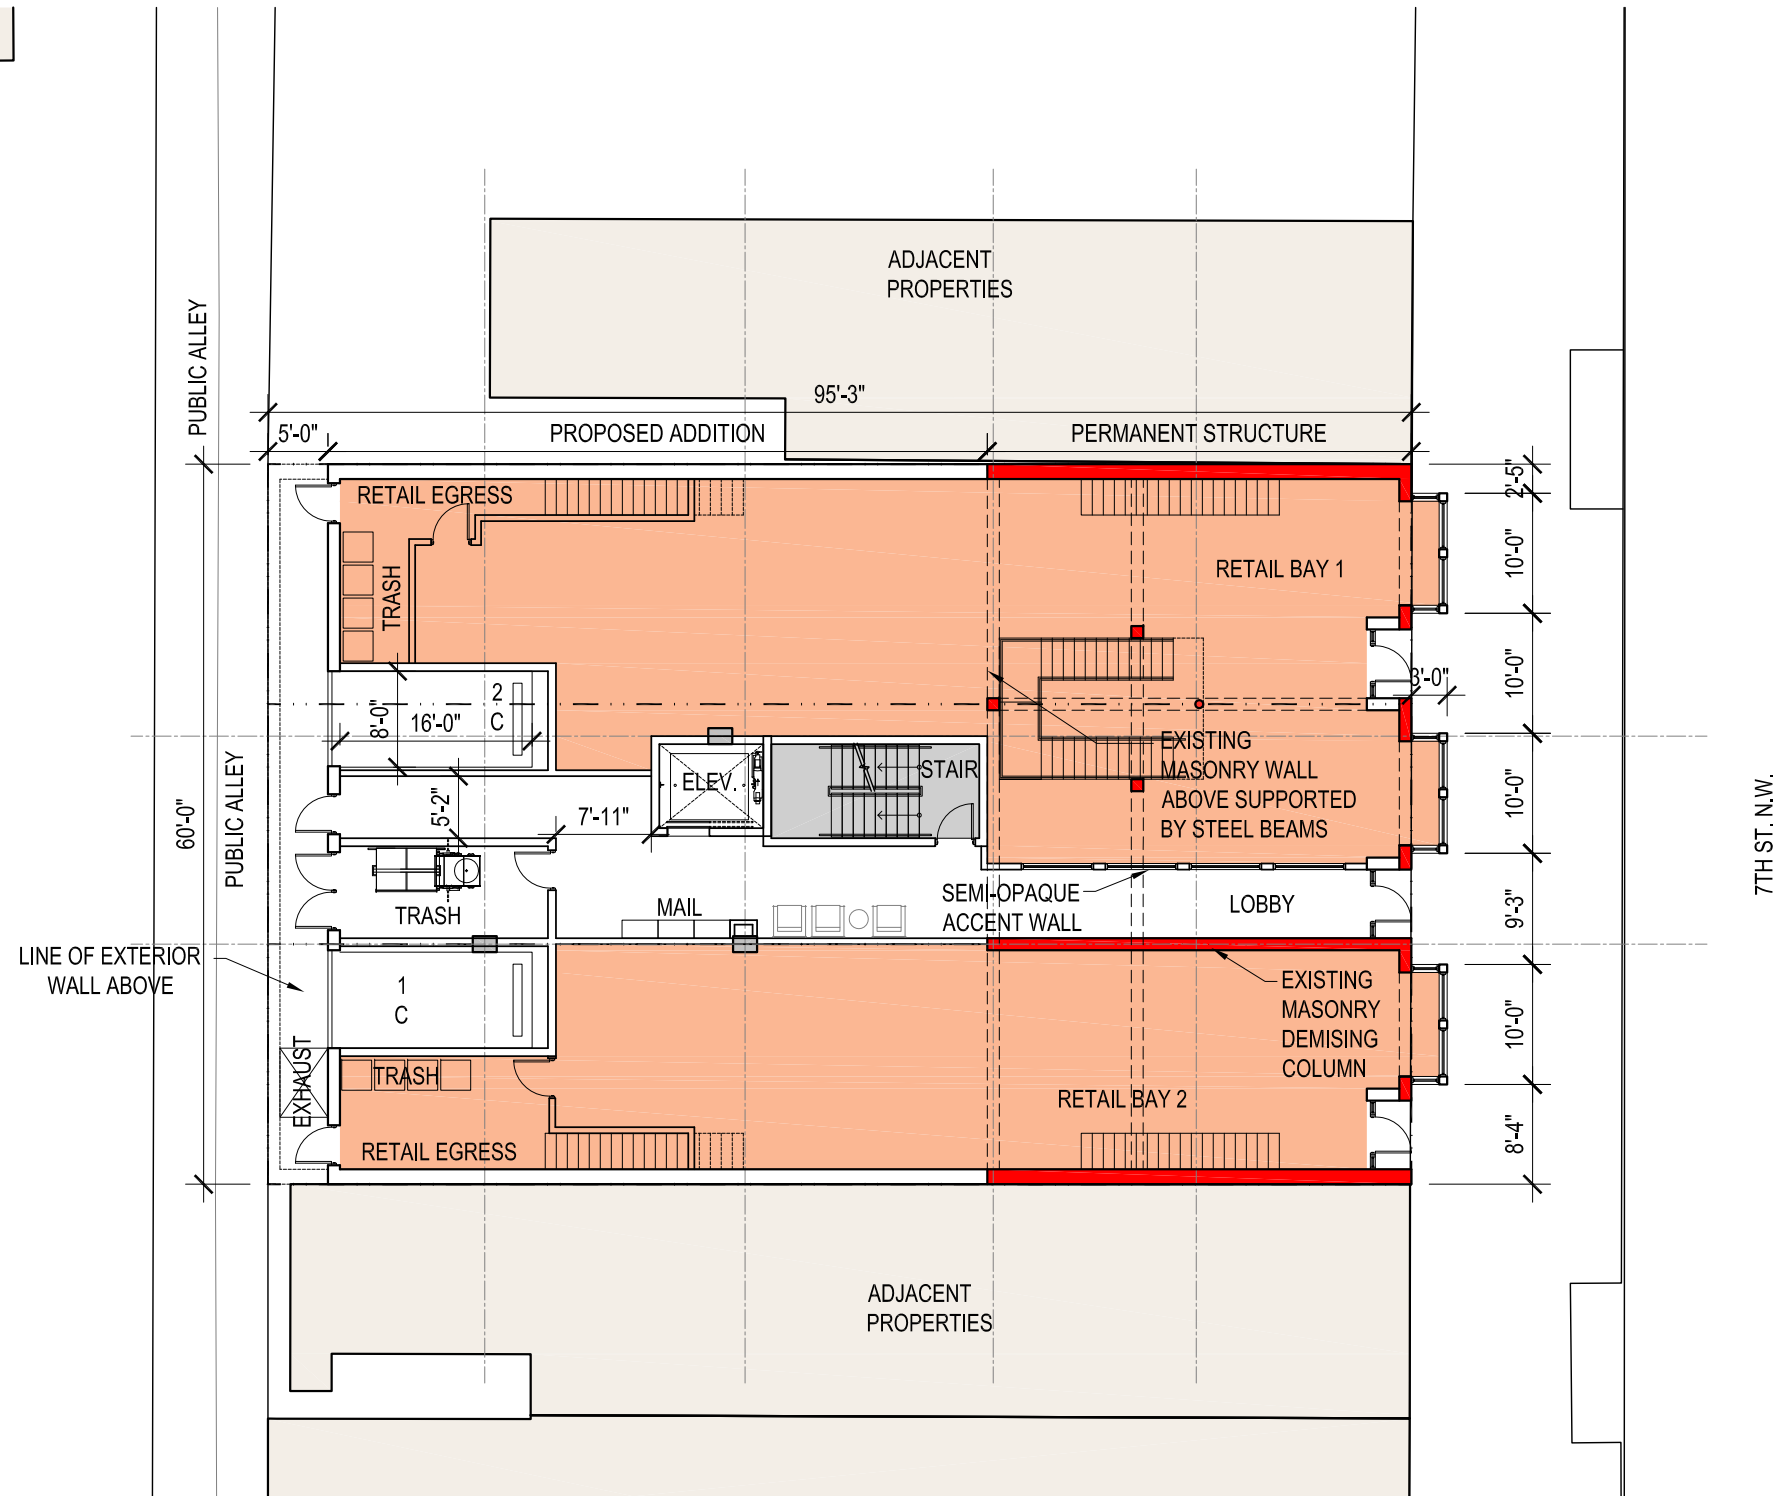 ADJACENT
PROPERTIES
PUBLIC ALLEY
95'-3"
5'-0"
PROPOSED ADDITION
PERMANENT STRUCTURE
2'-5"
RETAIL EGRESS
10'-0"
RETAIL BAY 1
TRASH
10'-0"
3'-0"
2
C
8'-0"
16'-0"
EXISTING
MASONRY WALL
ABOVE SUPPORTED
BY STEEL BEAMS
STAIR
ELEV.
10'-0"
PUBLIC ALLEY
60'-0"
5'-2"
7'-11"
7TH ST. N.W.
SEMI-OPAQUE
ACCENT WALL
LOBBY
9'-3"
MAIL
TRASH
LINE OF EXTERIOR
WALL ABOVE
1
C
EXISTING
MASONRY
DEMISING
COLUMN
10'-0"
EXHAUST
TRASH
RETAIL BAY 2
8'-4"
RETAIL EGRESS
ADJACENT
PROPERTIES